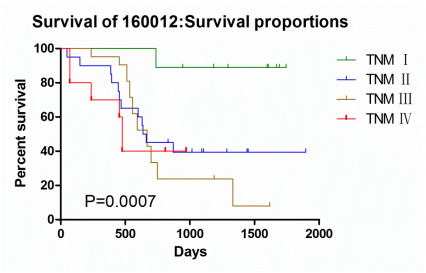 Survival of 160012:Survival proportions
Percent survival
100
80
60
40
20
0
P=0.0007
0
500
1000
1500
2000
Days
TNM Ⅰ
TNM Ⅱ
TNM Ⅲ
TNM Ⅳ